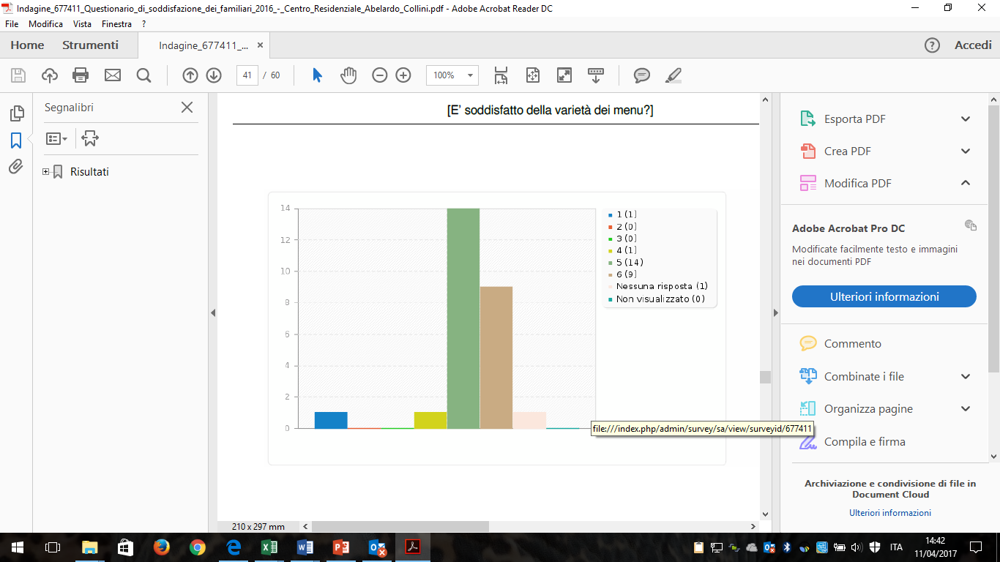 Indagine_677411_Questionario_di_soddisfazione_dei_familiari_2016_-_Centro_Residenziale_Abelardo_Collini.pdf - Adobe Acrobat Reader DC
File Modifica Vista Finestra ?
Home Strumenti Indagine_677411_... × ? Accedi
41 / 60 100%
Segnalibri
Risultati
[E' soddisfatto della varietà dei menu?]
14
12
10
8
6
4
2
0
1 (1)
2 (0)
3 (0)
4 (1)
5 (14)
6 (9)
Nessuna risposta (1)
Non visualizzato (0)
file:///index.php/admin/survey/sa/view/surveyid/677411
210 x 297 mm
Esporta PDF
Crea PDF
Modifica PDF
Adobe Acrobat Pro DC
Modificate facilmente testo e immagini
nei documenti PDF
Ulteriori informazioni
Commento
Combinate i file
Organizza pagine
Compila e firma
Archiviazione e condivisione di file in
Document Cloud
Ulteriori informazioni
ITA
14:42
11/04/2017